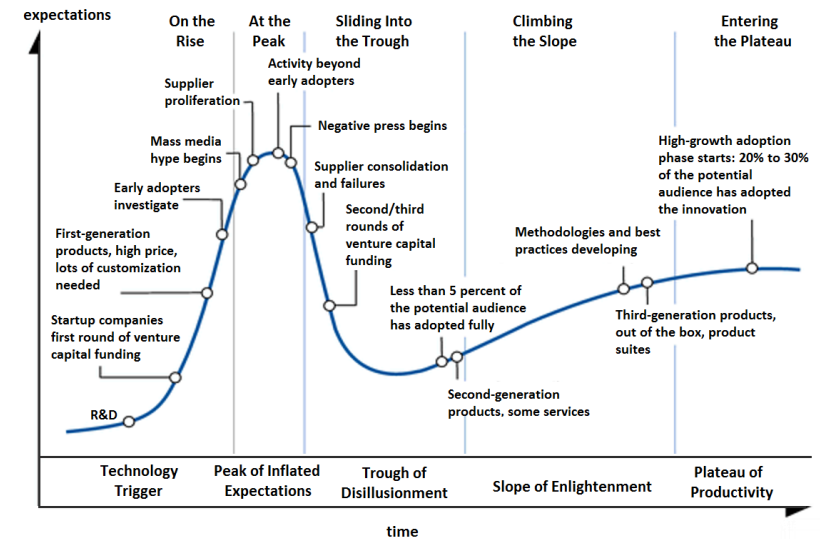 expectations
On the
Rise
At the
Peak
Sliding Into
the Trough
Climbing
the Slope
Entering
the Plateau
Activity beyond
early adopters
Supplier
proliferation
Negative press begins
Mass media
hype begins
High-growth adoption
phase starts: 20% to 30%
of the potential
audience has adopted
the innovation
Supplier consolidation
and failures
Early adopters
investigate
Second/third
rounds of
venture capital
funding
First-generation
products, high price,
lots of customization
needed
Methodologies and best
practices developing
Less than 5 percent of
the potential audience
has adopted fully
Startup companies
first round of venture
capital funding
Third-generation products,
out of the box, product
suites
Second-generation
products, some services
R&D
Technology
Trigger
Peak of Inflated
Expectations
Trough of
Disillusionment
Slope of Enlightenment
Plateau of
Productivity
time